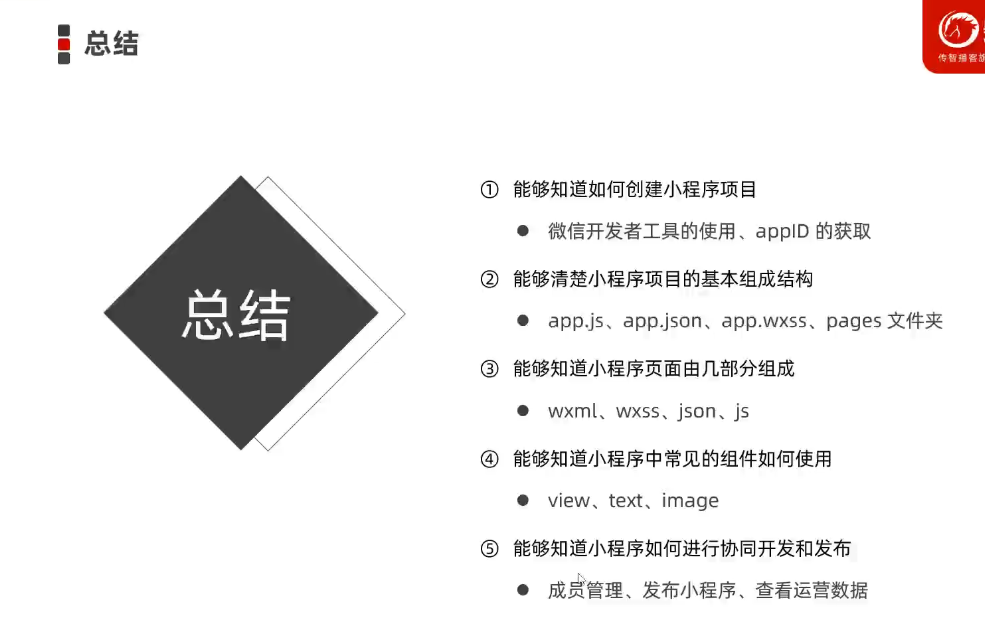 总结
传智播客旗
总结
① 能够知道如何创建小程序项目
● 微信开发者工具的使用、appID 的获取
② 能够清楚小程序项目的基本组成结构
● app.js、app.json、app.wxss、pages 文件夹
③ 能够知道小程序页面由几部分组成
● wxml、wxss、json、js
④ 能够知道小程序中常见的组件如何使用
● view、text、image
⑤ 能够知道小程序如何进行协同开发和发布
● 成员管理、发布小程序、查看运营数据